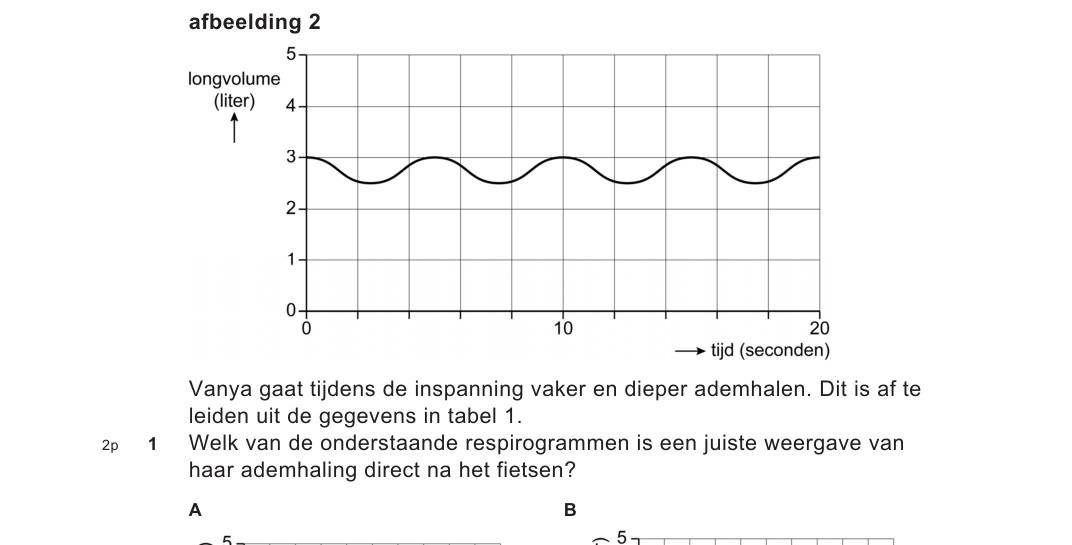 afbeelding 2
5
longvolume
(liter)
4
3
2
1
0
0 10 20
tijd (seconden)
Vanya gaat tijdens de inspanning vaker en dieper ademhalen. Dit is af te
leiden uit de gegevens in tabel 1.
2p 1 Welk van de onderstaande respirogrammen is een juiste weergave van
haar ademhaling direct na het fietsen?
A B
5 5